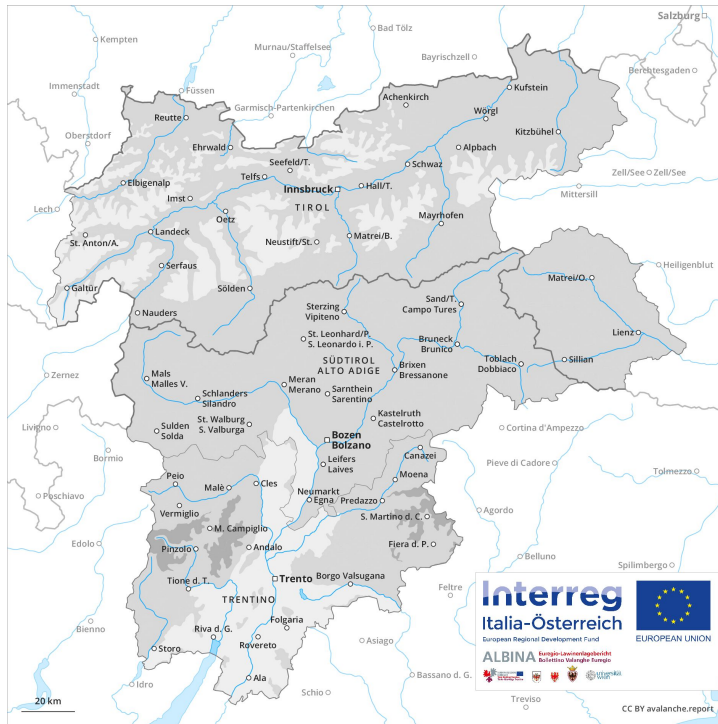 Salzburg
Kempten
Bad Tölz
Murnau/Staffelsee
Bayrischzell
Berchtesgaden
Immenstadt
Füssen
Garmisch-Partenkirchen
Achenkirch
Kufstein
Reutte
Wörgl
Oberstdorf
Kitzbühel
Ehrwald
Alpbach
Seefeld/T.
Schwaz
Telfs
Zell/See
Zell/See
Elbigenalp
Innsbruck
Hall/T.
Mittersill
Imst
TIROL
Lech
Oetz
Mayrhofen
Landeck
Matrei/B.
St. Anton/A.
Neustift/St.
Serfaus
Heiligenblut
Matrei/O.
Galtür
Sölden
Sand/T.
Campo Tures
Nauders
Sterzing
Vipiteno
Lienz
St. Leonhard/P.
S. Leonardo i. P.
Bruneck
Brunico
SÜDTIROL
ALTO ADIGE
Toblach
Dobbiaco
Sillian
Zernez
Mals
Malles V.
Meran
Merano
Brixen
Bressanone
Schlanders
Silandro
Sarnthein
Sarentino
St. Walburg
S. Valburga
Kastelruth
Castelrotto
Livigno
Sulden
Solda
Cortina d'Ampezzo
Bozen
Bolzano
Bormio
Canazei
Leifers
Laives
Pieve di Cadore
Tolmezzo
Peio
Moena
Malè
Cles
Poschiavo
Neumarkt
Egna
Predazzo
Vermiglio
Agordo
S. Martino d. C.
M. Campiglio
Edolo
Pinzolo
Andalo
Fiera d. P.
Belluno
Spilimbergo
Tione d. T.
Trento
Borgo Valsugana
Feltre
TRENTINO
Folgaria
Bienno
Riva d. G.
Rovereto
Asiago
Storo
Bassano d. G.
Idro
Ala
Schio
Treviso
20 km
Interreg
Italia-Österreich
European Regional Development Fund
EUROPEAN UNION
ALBINA
Euregio-Lawinenlagebericht
Bollettino Valanghe Euregio
CC BY avalanche.report